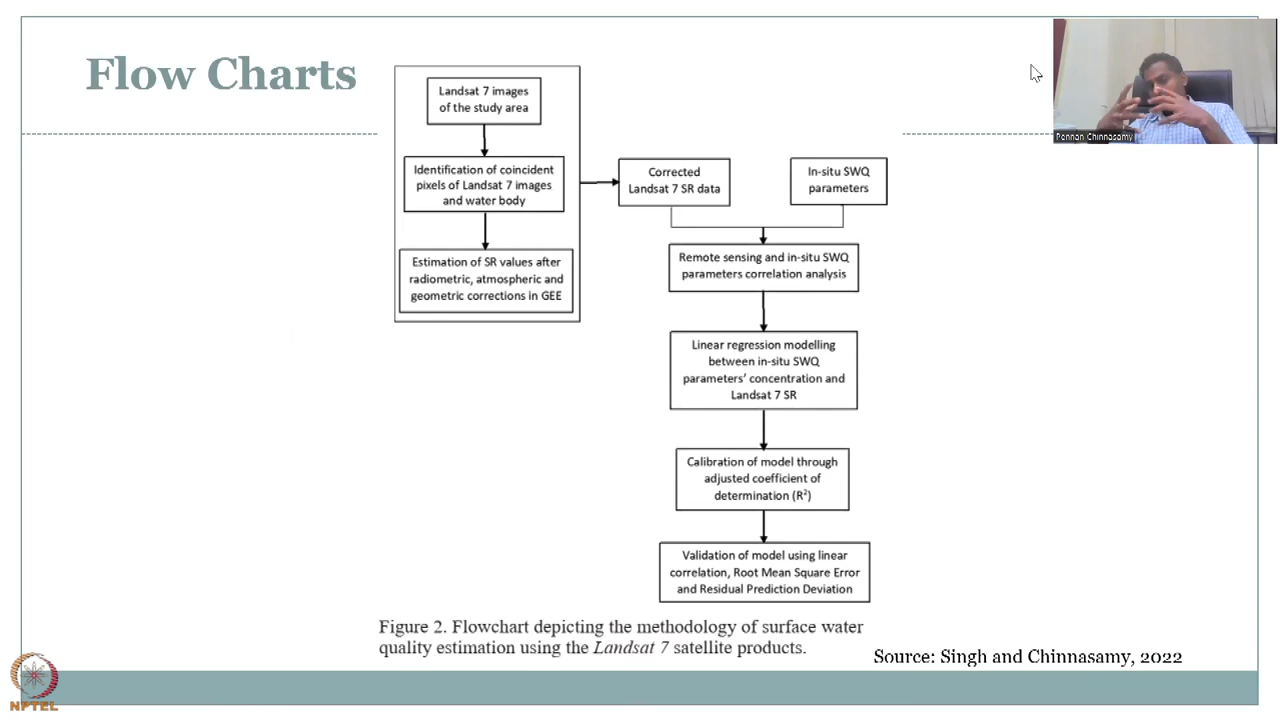 Flow Charts
Landsat 7 images
of the study area
Identification of coincident
pixels of Landsat 7 images
and water body
Estimation of SR values after
radiometric, atmospheric and
geometric corrections in GEE
Corrected
Landsat 7 SR data
In-situ SWQ
parameters
Remote sensing and in-situ SWQ
parameters correlation analysis
Linear regression modelling
between in-situ SWQ
parameters' concentration and
Landsat 7 SR
Calibration of model through
adjusted coefficient of
determination (R²)
Validation of model using linear
correlation, Root Mean Square Error
and Residual Prediction Deviation
Figure 2. Flowchart depicting the methodology of surface water
quality estimation using the Landsat 7 satellite products.
Source: Singh and Chinnasamy, 2022
Pennan Chinnasamy
NPTEL